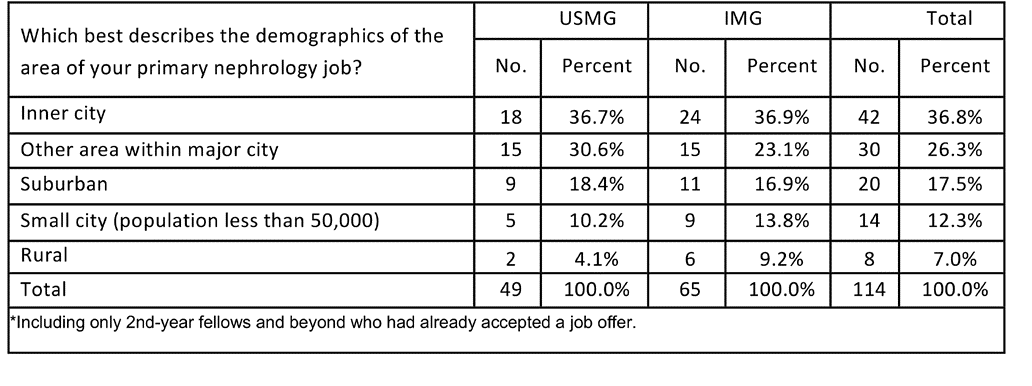 USMG IMG Total
Which best describes the demographics of the
area of your primary nephrology job?
No. Percent No. Percent No. Percent
Inner city 18 36.7% 24 36.9% 42 36.8%
Other area within major city 15 30.6% 15 23.1% 30 26.3%
Suburban 9 18.4% 11 16.9% 20 17.5%
Small city (population less than 50,000) 5 10.2% 9 13.8% 14 12.3%
Rural 2 4.1% 6 9.2% 8 7.0%
Total 49 100.0% 65 100.0% 114 100.0%
*Including only 2nd-year fellows and beyond who had already accepted a job offer.